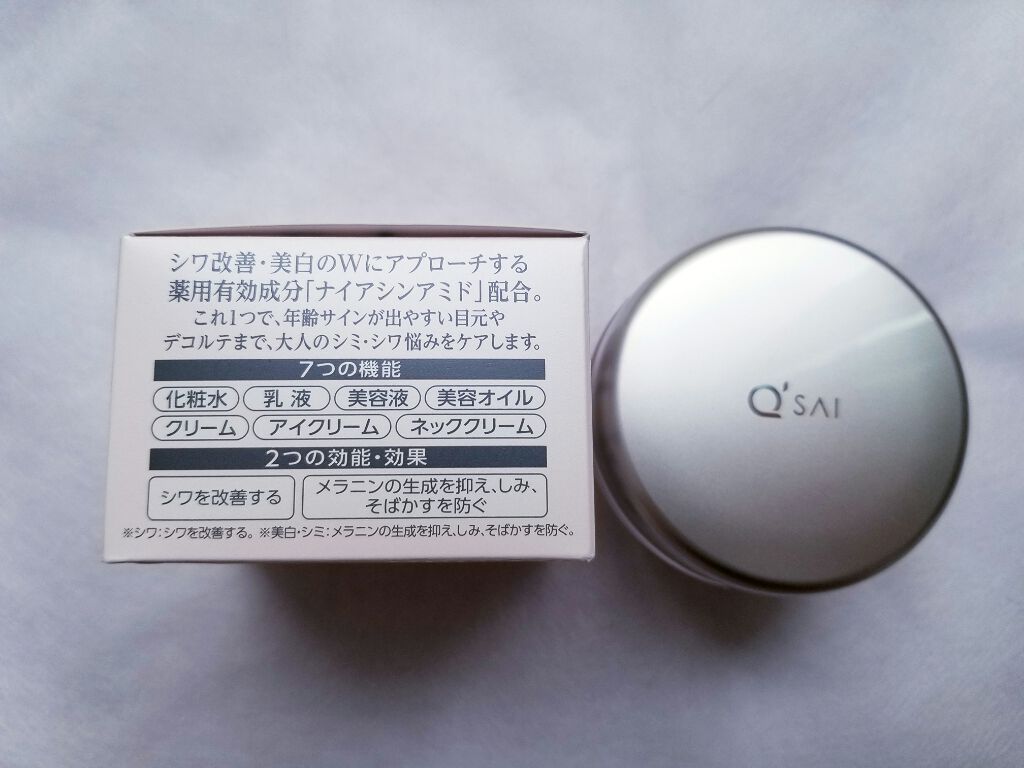 シワ改善・美白のWにアプローチする
薬用有効成分「ナイアシンアミド」配合。
これ1つで、年齢サインが出やすい目元や
デコルテまで、大人のシミ・シワ悩みをケアします。
7つの機能
化粧水 乳液 美容液 美容オイル
クリーム アイクリーム ネッククリーム
2つの効能・効果
シワを改善する
メラニンの生成を抑え、しみ、
そばかすを防ぐ
※シワ:シワを改善する。※美白・シミ:メラニンの生成を抑え、しみ、そばかすを防ぐ。
Q'SAI